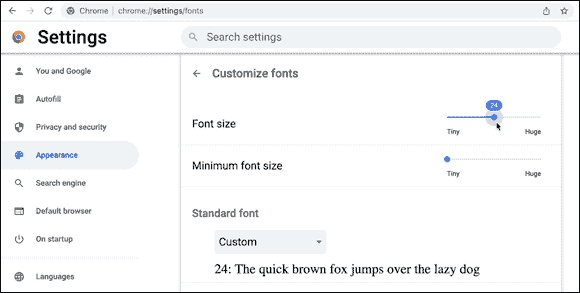 Chrome | chrome://settings/fonts
Settings
Search settings
You and Google
Autofill
Privacy and security
Appearance
Search engine
Default browser
On startup
Languages
Customize fonts
24
Font size
Tiny Huge
Minimum font size
Tiny Huge
Standard font
Custom
24: The quick brown fox jumps over the lazy dog